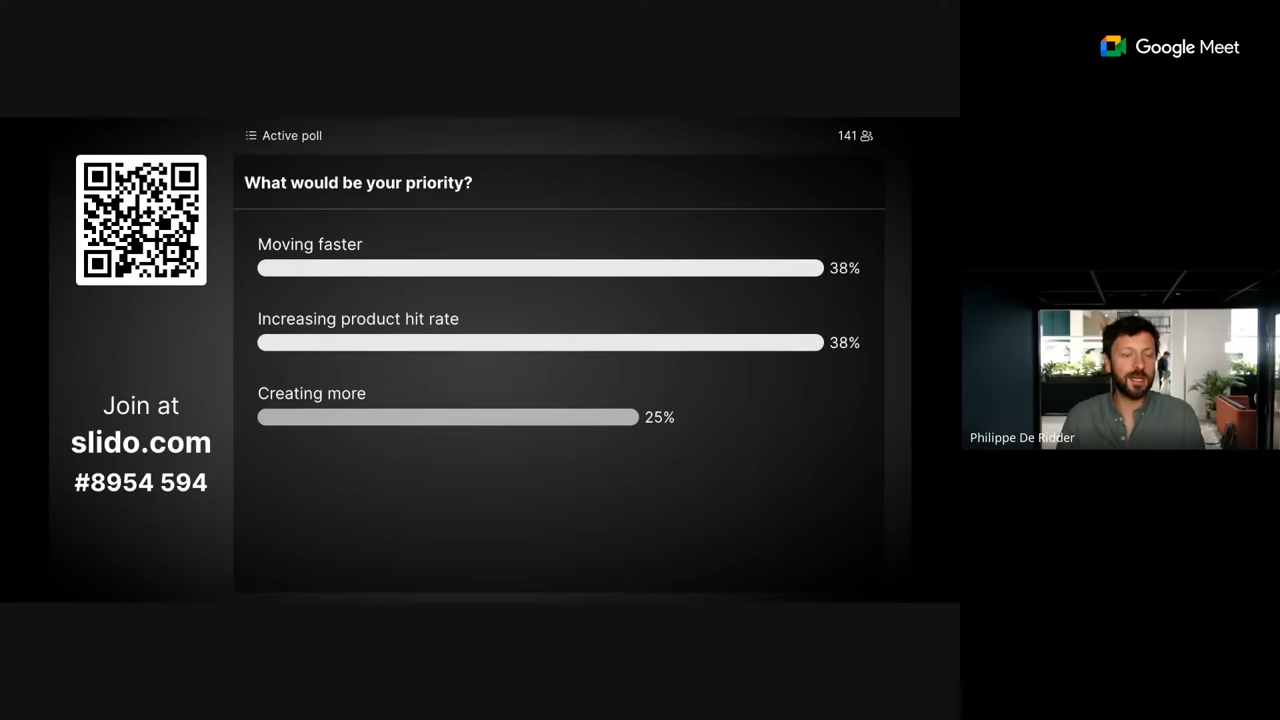 Google Meet
Active poll
141
What would be your priority?
Moving faster
38%
Increasing product hit rate
38%
Creating more
25%
Join at
slido.com
#8954 594
Philippe De Ridder